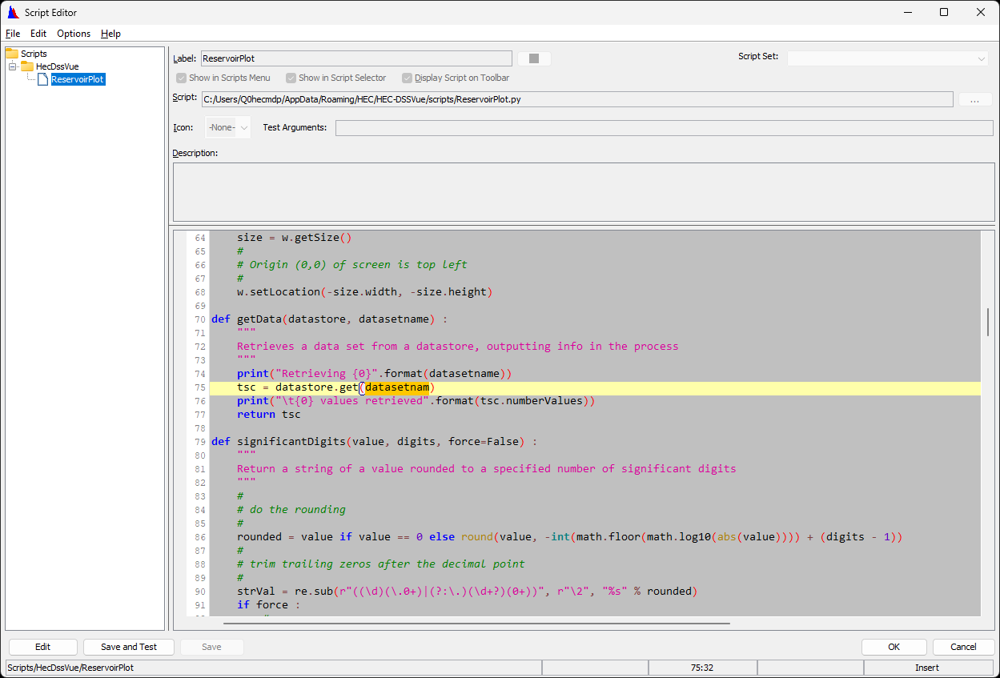 Script Editor
File Edit Options Help
Scripts
HecDssVue
ReservoirPlot
Label: ReservoirPlot
Script Set:
Show in Scripts Menu Show in Script Selector Display Script on Toolbar
Script: C:/Users/Q0hecmdp/AppData/Roaming/HEC/HEC-DSSVue/scripts/ReservoirPlot.py ...
Icon: -None- Test Arguments:
Description:
64     size = w.getSize()
65     #
66     # Origin (0,0) of screen is top left
67     #
68     w.setLocation(-size.width, -size.height)
69
70 def getData(datastore, datasetname) :
71     """
72     Retrieves a data set from a datastore, outputting info in the process
73     """
74     print("Retrieving {0}".format(datasetname))
75     tsc = datastore.get(datasetnam)
76     print("\t{0} values retrieved".format(tsc.numberValues))
77     return tsc
78
79 def significantDigits(value, digits, force=False) :
80     """
81     Return a string of a value rounded to a specified number of significant digits
82     """
83     #
84     # do the rounding
85     #
86     rounded = value if value == 0 else round(value, -int(math.floor(math.log10(abs(value)))) + (digits - 1))
87     #
88     # trim trailing zeros after the decimal point
89     #
90     strVal = re.sub(r"((\d)(\.0+)|(?:\.)(\d+?)(0+))", r"\2", "%s" % rounded)
91     if force :
Edit Save and Test Save OK Cancel
Scripts/HecDssVue/ReservoirPlot 75:32 Insert